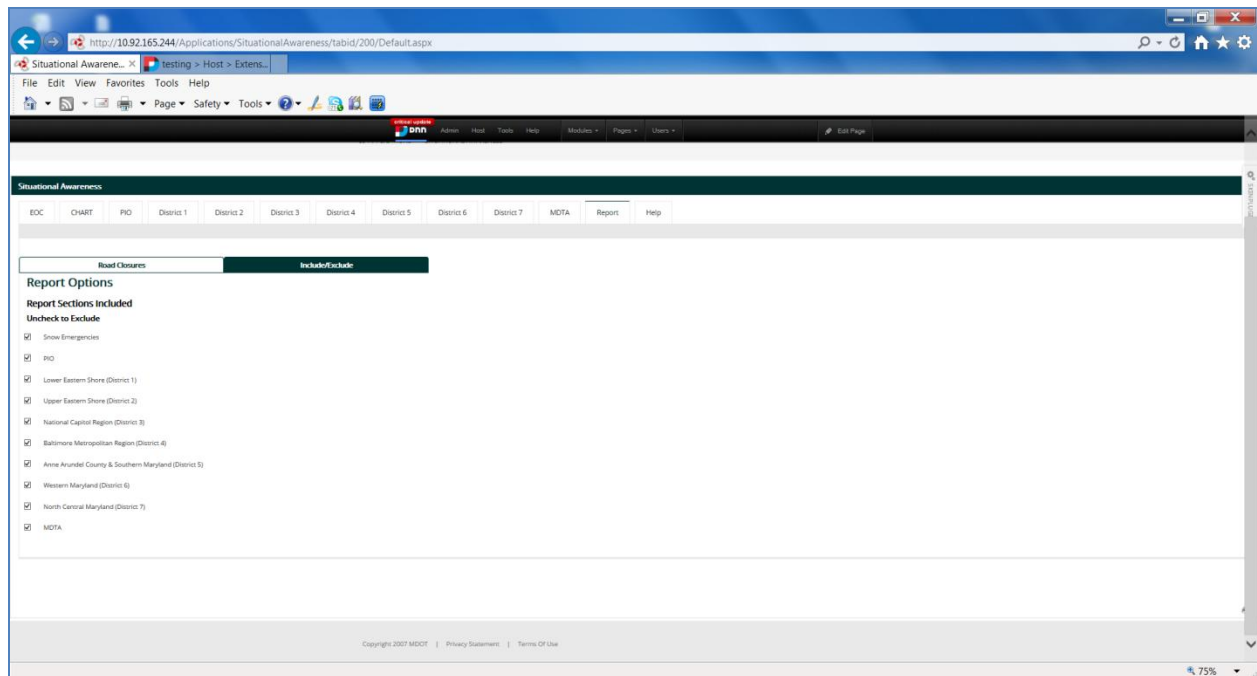 http://10.92.165.244/Applications/SituationalAwareness/tabid/200/Default.aspx
Situational Awarene... testing > Host > Extens...
File Edit View Favorites Tools Help
Page Safety Tools
critical update
DNN Admin Host Tools Help Modules Pages Users Edit Page
Situational Awareness
EOC CHART PIO District 1 District 2 District 3 District 4 District 5 District 6 District 7 MDTA Report Help
Road Closures Include/Exclude
Report Options
Report Sections Included
Uncheck to Exclude
Snow Emergencies
PIO
Lower Eastern Shore (District 1)
Upper Eastern Shore (District 2)
National Capitol Region (District 3)
Baltimore Metropolitan Region (District 4)
Anne Arundel County & Southern Maryland (District 5)
Western Maryland (District 6)
North Central Maryland (District 7)
MDTA
Copyright 2007 MDOT | Privacy Statement | Terms Of Use
75%